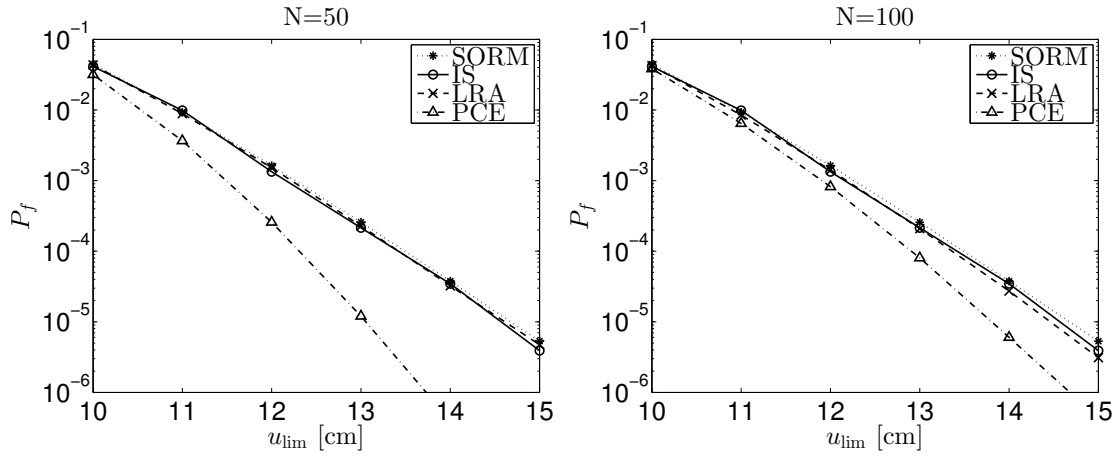 N=50
10⁻¹
10⁻²
10⁻³
10⁻⁴
10⁻⁵
10⁻⁶
P_f
SORM
IS
LRA
PCE
10 11 12 13 14 15
u_lim [cm]
N=100
10⁻¹
10⁻²
10⁻³
10⁻⁴
10⁻⁵
10⁻⁶
P_f
SORM
IS
LRA
PCE
10 11 12 13 14 15
u_lim [cm]